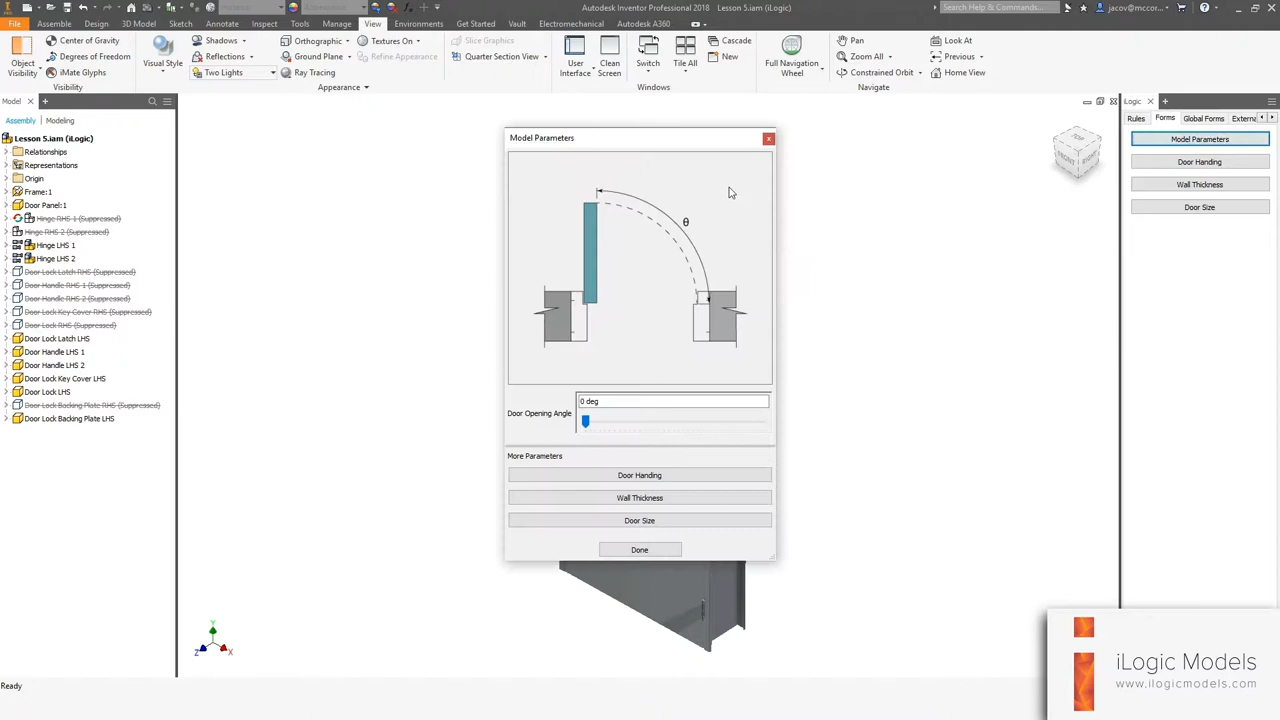 Autodesk Inventor Professional 2018   Lesson 5.iam (iLogic)
Search Help & Commands...
jacov@mccor...
File
Assembly
Design
3D Model
Sketch
Annotate
Inspect
Tools
Manage
View
Environments
Get Started
Vault
Electromechanical
Autodesk A360
Object
Visibility
Center of Gravity
Degrees of Freedom
iMate Glyphs
Visibility
Visual Style
Shadows
Reflections
Two Lights
Orthographic
Ground Plane
Ray Tracing
Textures On
Refine Appearance
Appearance
Slice Graphics
Quarter Section View
User
Interface
Clean
Screen
Switch
Tile All
Cascade
New
Windows
Full Navigation
Wheel
Pan
Zoom All
Constrained Orbit
Look At
Previous
Home View
Navigate
Model
Assembly
Modeling
Lesson 5.iam (iLogic)
Relationships
Representations
Origin
Frame:1
Door Panel:1
Hinge RHS 1 (Suppressed)
Hinge RHS 2 (Suppressed)
Hinge LHS 1
Hinge LHS 2
Door Lock Latch RHS (Suppressed)
Door Handle RHS 1 (Suppressed)
Door Handle RHS 2 (Suppressed)
Door Lock Key Cover RHS (Suppressed)
Door Lock RHS (Suppressed)
Door Lock Latch LHS
Door Handle LHS 1
Door Handle LHS 2
Door Lock Key Cover LHS
Door Lock LHS
Door Lock Backing Plate RHS (Suppressed)
Door Lock Backing Plate LHS
Model Parameters
θ
0 deg
Door Opening Angle
More Parameters
Door Handing
Wall Thickness
Door Size
Done
TOP
FRONT
RIGHT
Y
Z
X
iLogic
Rules
Forms
Global Forms
Externa
Model Parameters
Door Handing
Wall Thickness
Door Size
Ready
iLogic Models
www.ilogicmodels.com